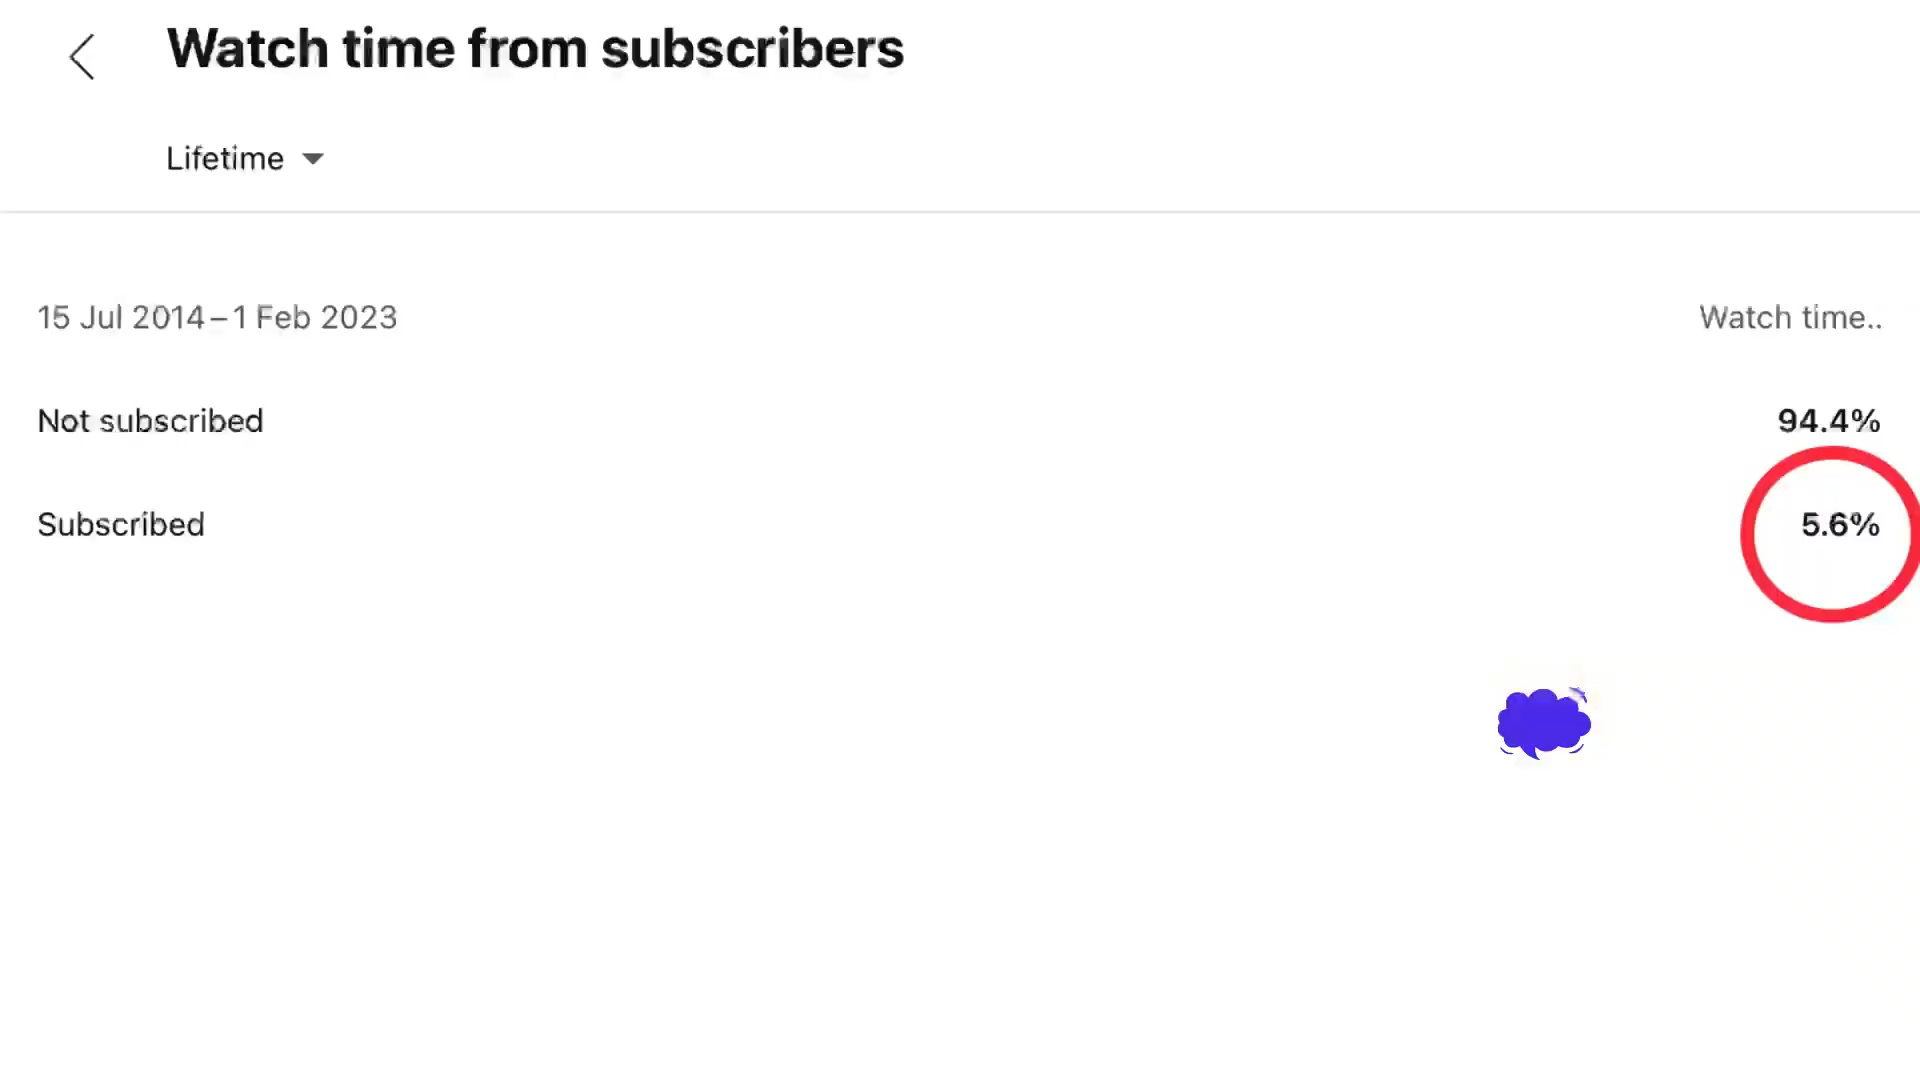 Watch time from subscribers
Lifetime
15 Jul 2014–1 Feb 2023 Watch time..
Not subscribed 94.4%
Subscribed 5.6%